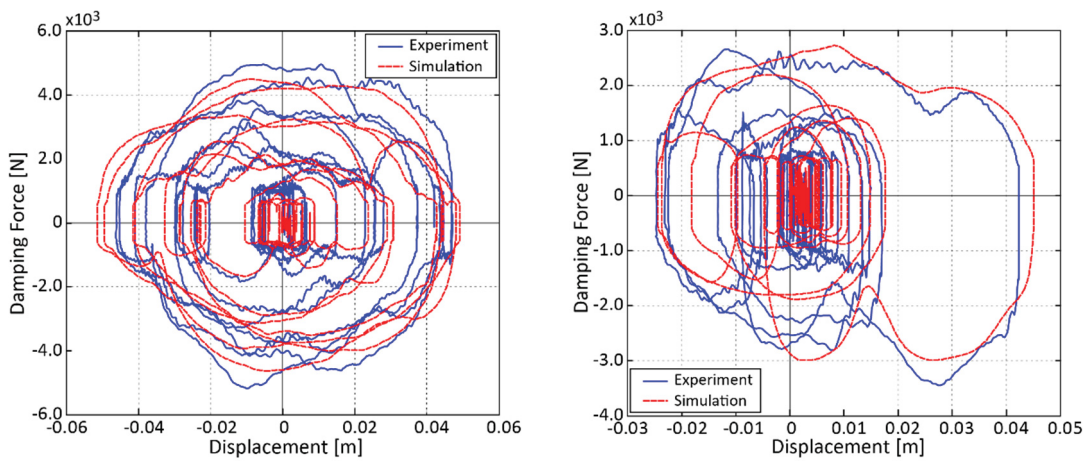 x10³
6.0
4.0
2.0
0
-2.0
-4.0
-6.0
Damping Force [N]
-0.06 -0.04 -0.02 0 0.02 0.04 0.06
Displacement [m]
Experiment
Simulation
x10³
3.0
2.0
1.0
0
-1.0
-2.0
-3.0
-4.0
Damping Force [N]
-0.03 -0.02 -0.01 0 0.01 0.02 0.03 0.04 0.05
Displacement [m]
Experiment
Simulation